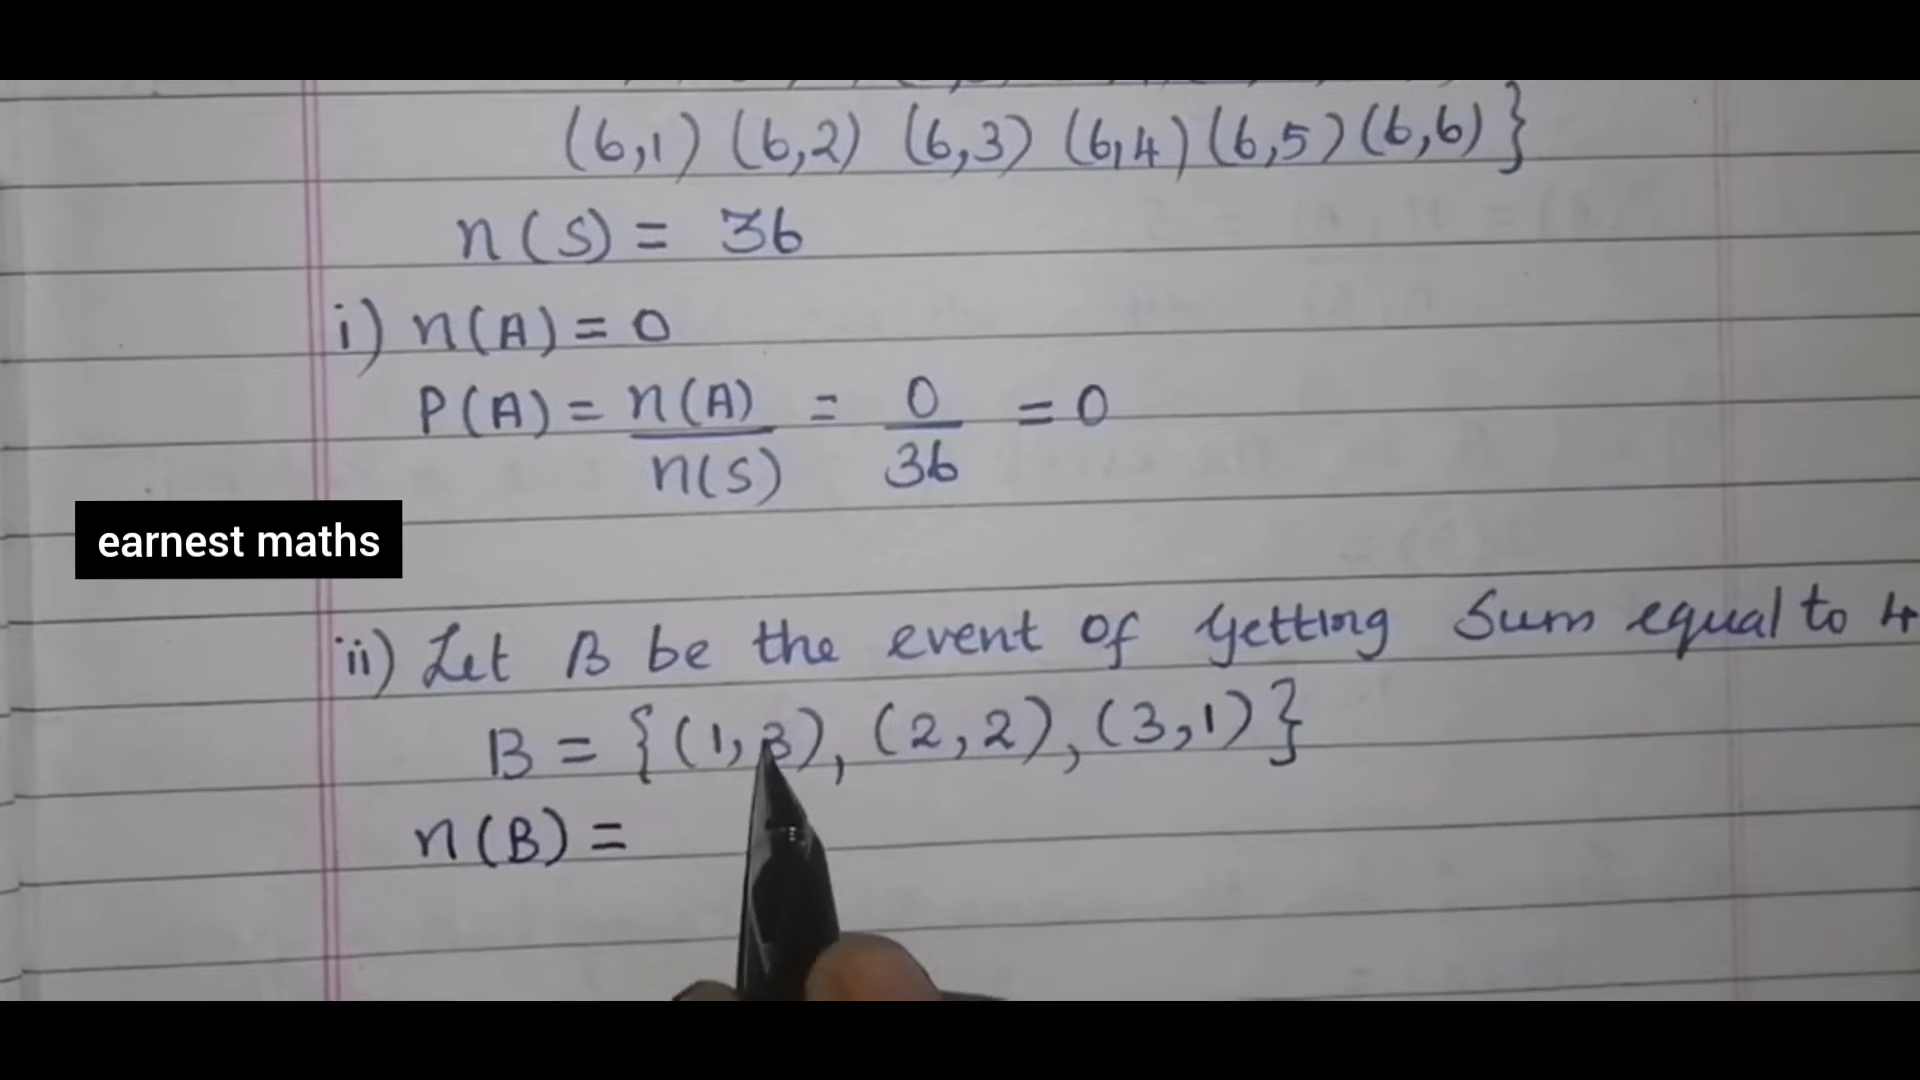 (6,1) (6,2) (6,3) (6,4) (6,5) (6,6) }
n(S) = 36
i) n(A) = 0
P(A) = n(A) = 0 = 0
n(S) 36
earnest maths
ii) Let B be the event of getting Sum equal to 4
B = {(1,3), (2,2), (3,1)}
n(B) =